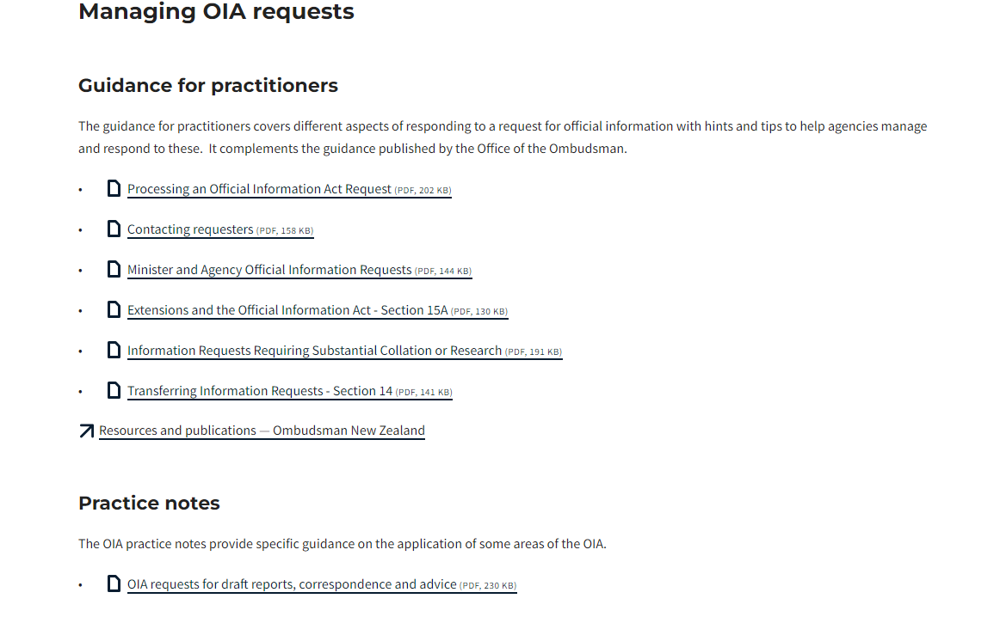 Managing OIA requests
Guidance for practitioners
The guidance for practitioners covers different aspects of responding to a request for official information with hints and tips to help agencies manage
and respond to these.  It complements the guidance published by the Office of the Ombudsman.
• Processing an Official Information Act Request (PDF, 202 KB)
• Contacting requesters (PDF, 158 KB)
• Minister and Agency Official Information Requests (PDF, 144 KB)
• Extensions and the Official Information Act - Section 15A (PDF, 130 KB)
• Information Requests Requiring Substantial Collation or Research (PDF, 191 KB)
• Transferring Information Requests - Section 14 (PDF, 141 KB)
Resources and publications — Ombudsman New Zealand
Practice notes
The OIA practice notes provide specific guidance on the application of some areas of the OIA.
• OIA requests for draft reports, correspondence and advice (PDF, 230 KB)